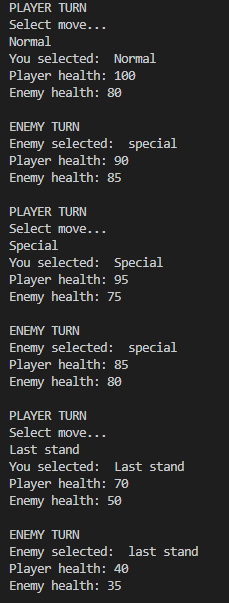 PLAYER TURN
Select move...
Normal
You selected:  Normal
Player health: 100
Enemy health: 80

ENEMY TURN
Enemy selected:  special
Player health: 90
Enemy health: 85

PLAYER TURN
Select move...
Special
You selected:  Special
Player health: 95
Enemy health: 75

ENEMY TURN
Enemy selected:  special
Player health: 85
Enemy health: 80

PLAYER TURN
Select move...
Last stand
You selected:  Last stand
Player health: 70
Enemy health: 50

ENEMY TURN
Enemy selected:  last stand
Player health: 40
Enemy health: 35